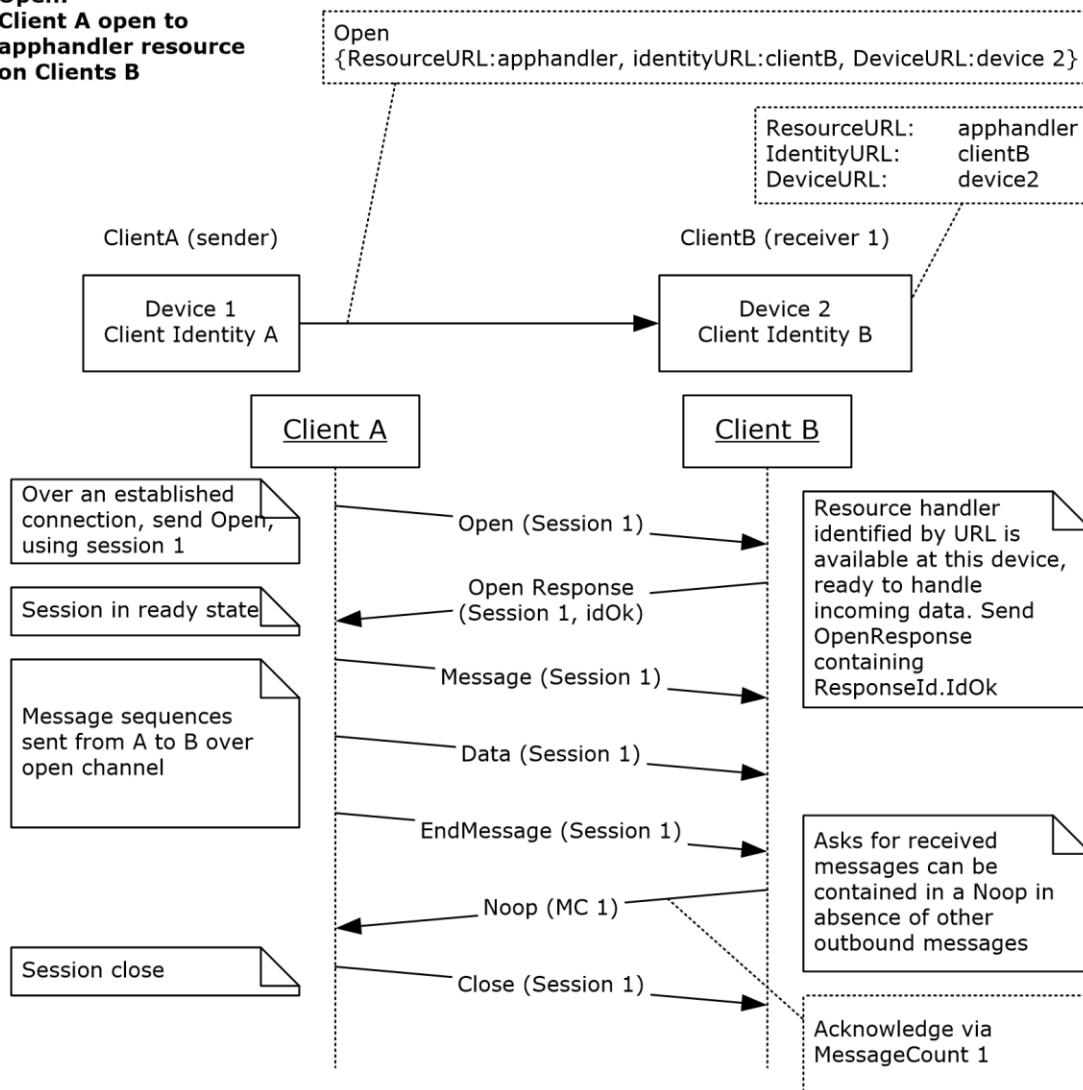 Open:
Client A open to
apphandler resource
on Clients B
Open
{ResourceURL:apphandler, identityURL:clientB, DeviceURL:device 2}
ResourceURL: apphandler
IdentityURL: clientB
DeviceURL: device2
ClientA (sender)
ClientB (receiver 1)
Device 1
Client Identity A
Device 2
Client Identity B
Client A
Client B
Over an established
connection, send Open,
using session 1
Open (Session 1)
Resource handler
identified by URL is
available at this device,
ready to handle
incoming data. Send
OpenResponse
containing
ResponseId.IdOk
Open Response
(Session 1, idOk)
Session in ready state
Message (Session 1)
Message sequences
sent from A to B over
open channel
Data (Session 1)
EndMessage (Session 1)
Asks for received
messages can be
contained in a Noop in
absence of other
outbound messages
Noop (MC 1)
Session close
Close (Session 1)
Acknowledge via
MessageCount 1